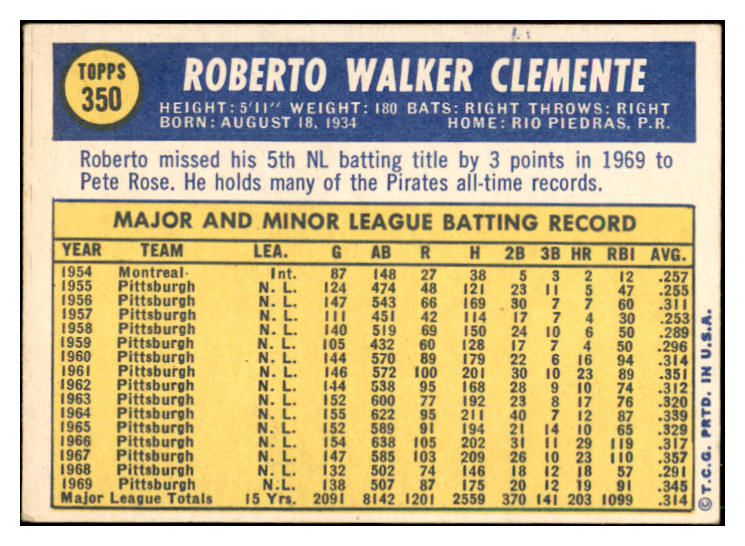 TOPPS
350
ROBERTO WALKER CLEMENTE
HEIGHT: 5'11" WEIGHT: 180 BATS: RIGHT THROWS: RIGHT
BORN: AUGUST 18, 1934 HOME: RIO PIEDRAS, P.R.
Roberto missed his 5th NL batting title by 3 points in 1969 to
Pete Rose. He holds many of the Pirates all-time records.
MAJOR AND MINOR LEAGUE BATTING RECORD
YEAR TEAM LEA. G AB R H 2B 3B HR RBI AVG.
1954 Montreal Int. 87 148 27 38 5 3 2 12 .257
1955 Pittsburgh N. L. 124 474 48 121 23 11 5 47 .255
1956 Pittsburgh N. L. 147 543 66 169 30 7 7 60 .311
1957 Pittsburgh N. L. 111 451 42 114 17 7 4 30 .253
1958 Pittsburgh N. L. 140 519 69 150 24 10 6 50 .289
1959 Pittsburgh N. L. 105 432 60 128 17 7 4 50 .296
1960 Pittsburgh N. L. 144 570 89 179 22 6 16 94 .314
1961 Pittsburgh N. L. 146 572 100 201 30 10 23 89 .351
1962 Pittsburgh N. L. 144 538 95 168 28 9 10 74 .312
1963 Pittsburgh N. L. 152 600 77 192 23 8 17 76 .320
1964 Pittsburgh N. L. 155 622 95 211 40 7 12 87 .339
1965 Pittsburgh N. L. 152 589 91 194 21 14 10 65 .329
1966 Pittsburgh N. L. 154 638 105 202 31 11 29 119 .317
1967 Pittsburgh N. L. 147 585 103 209 26 10 23 110 .357
1968 Pittsburgh N. L. 132 502 74 146 18 12 18 57 .291
1969 Pittsburgh N.L. 138 507 87 175 20 12 19 91 .345
Major League Totals 15 Yrs. 2091 8142 1201 2559 370 141 203 1099 .314
© T.C.G. PRTD. IN U.S.A.